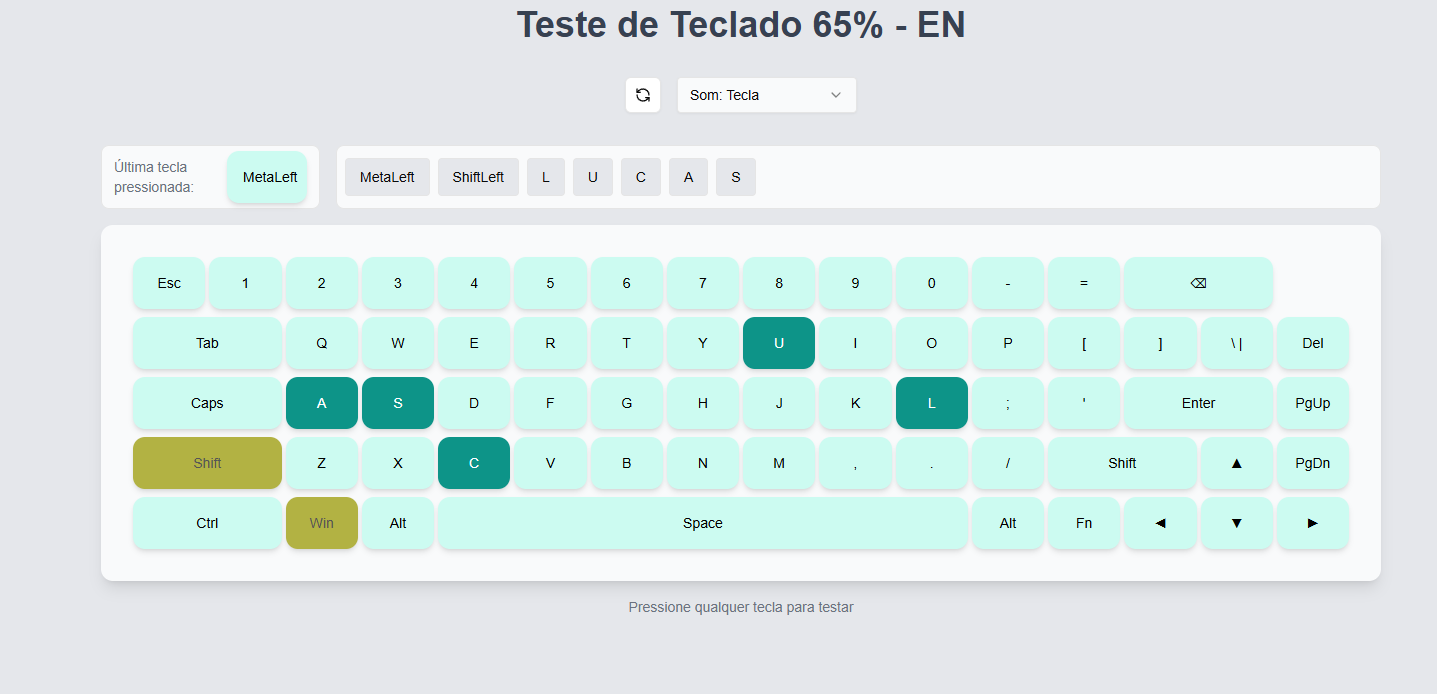 Teste de Teclado 65% - EN
Som: Tecla
Última tecla
pressionada:
MetaLeft
MetaLeft ShiftLeft L U C A S
Esc 1 2 3 4 5 6 7 8 9 0 - = ⌫
Tab Q W E R T Y U I O P [ ] \ | Del
Caps A S D F G H J K L ; ' Enter PgUp
Shift Z X C V B N M , . / Shift ▲ PgDn
Ctrl Win Alt Space Alt Fn ◀ ▼ ▶
Pressione qualquer tecla para testar